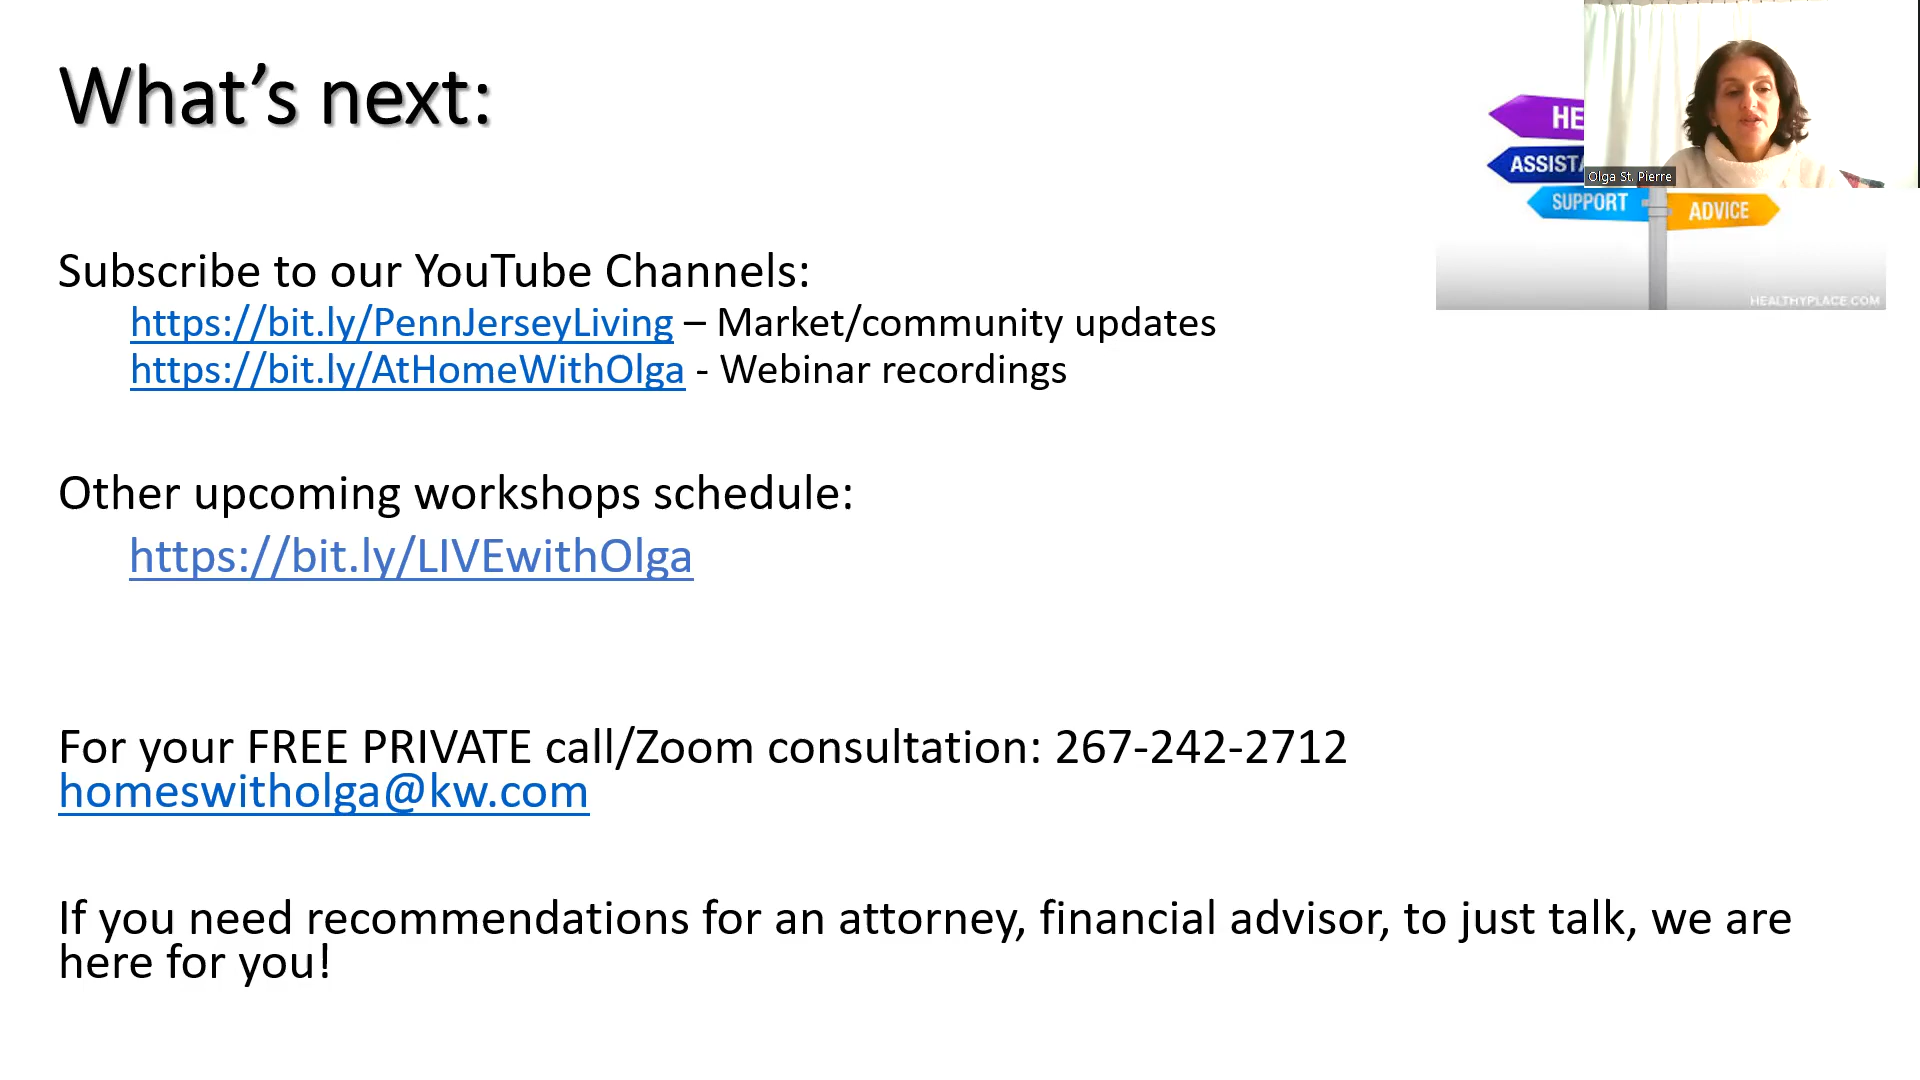 What's next:
HE
ASSISTA
Olga St. Pierre
SUPPORT
ADVICE
HEALTHYPLACE.COM
Subscribe to our YouTube Channels:
https://bit.ly/PennJerseyLiving – Market/community updates
https://bit.ly/AtHomeWithOlga - Webinar recordings
Other upcoming workshops schedule:
https://bit.ly/LIVEwithOlga
For your FREE PRIVATE call/Zoom consultation: 267-242-2712
homeswitholga@kw.com
If you need recommendations for an attorney, financial advisor, to just talk, we are
here for you!